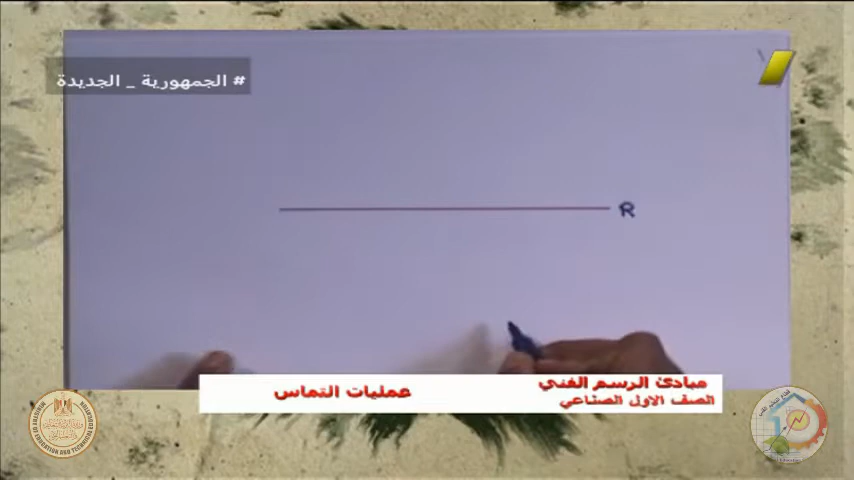 # الجمهورية _ الجديدة
R
مبادئ الرسم الفني
الصف الاول الصناعي
عمليات التماس